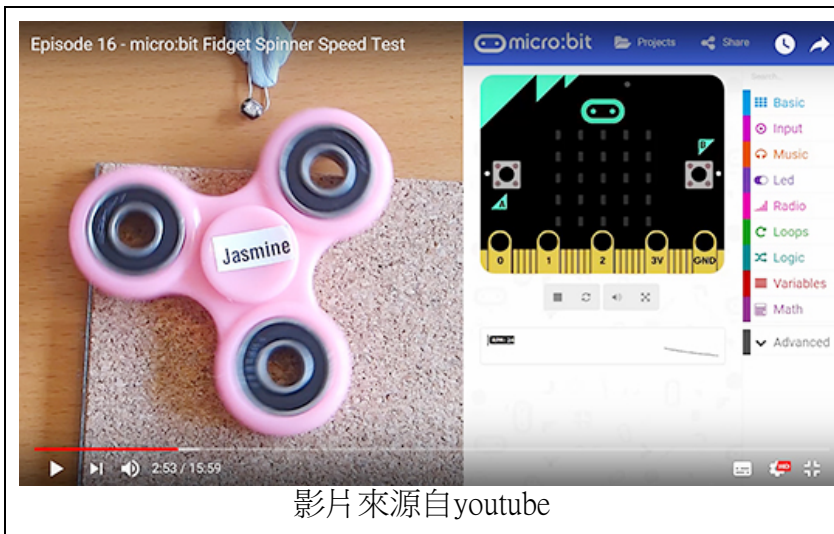 Episode 16 - micro:bit Fidget Spinner Speed Test
micro:bit
Projects
Share
Search...
Basic
Input
Music
Led
Radio
Loops
Logic
Variables
Math
Advanced
B
A
0 1 2 3V GND
Jasmine
2:53 / 15:59
HD
影片來源自youtube